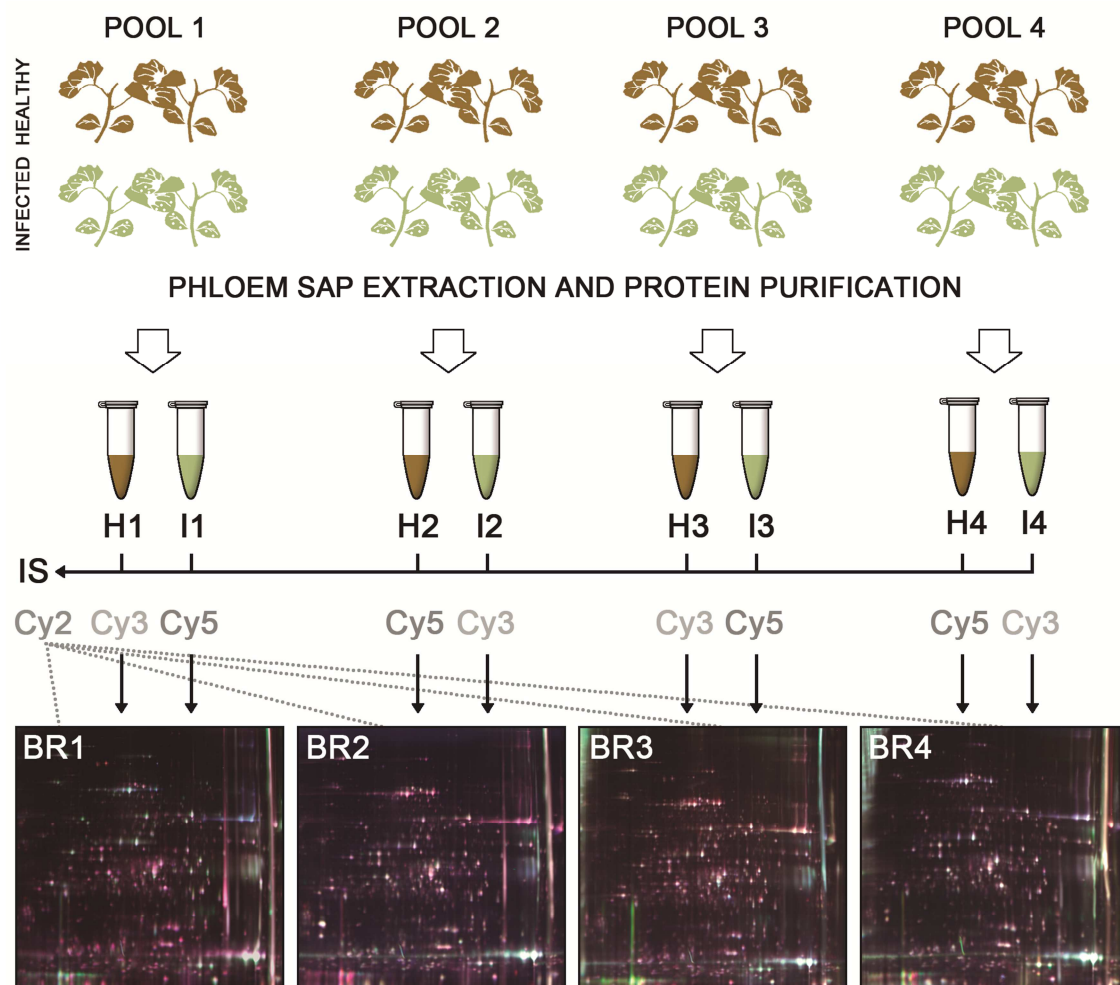 POOL 1 POOL 2 POOL 3 POOL 4
HEALTHY
INFECTED
PHLOEM SAP EXTRACTION AND PROTEIN PURIFICATION
H1 I1 H2 I2 H3 I3 H4 I4
IS
Cy2 Cy3 Cy5 Cy5 Cy3 Cy3 Cy5 Cy5 Cy3
BR1 BR2 BR3 BR4